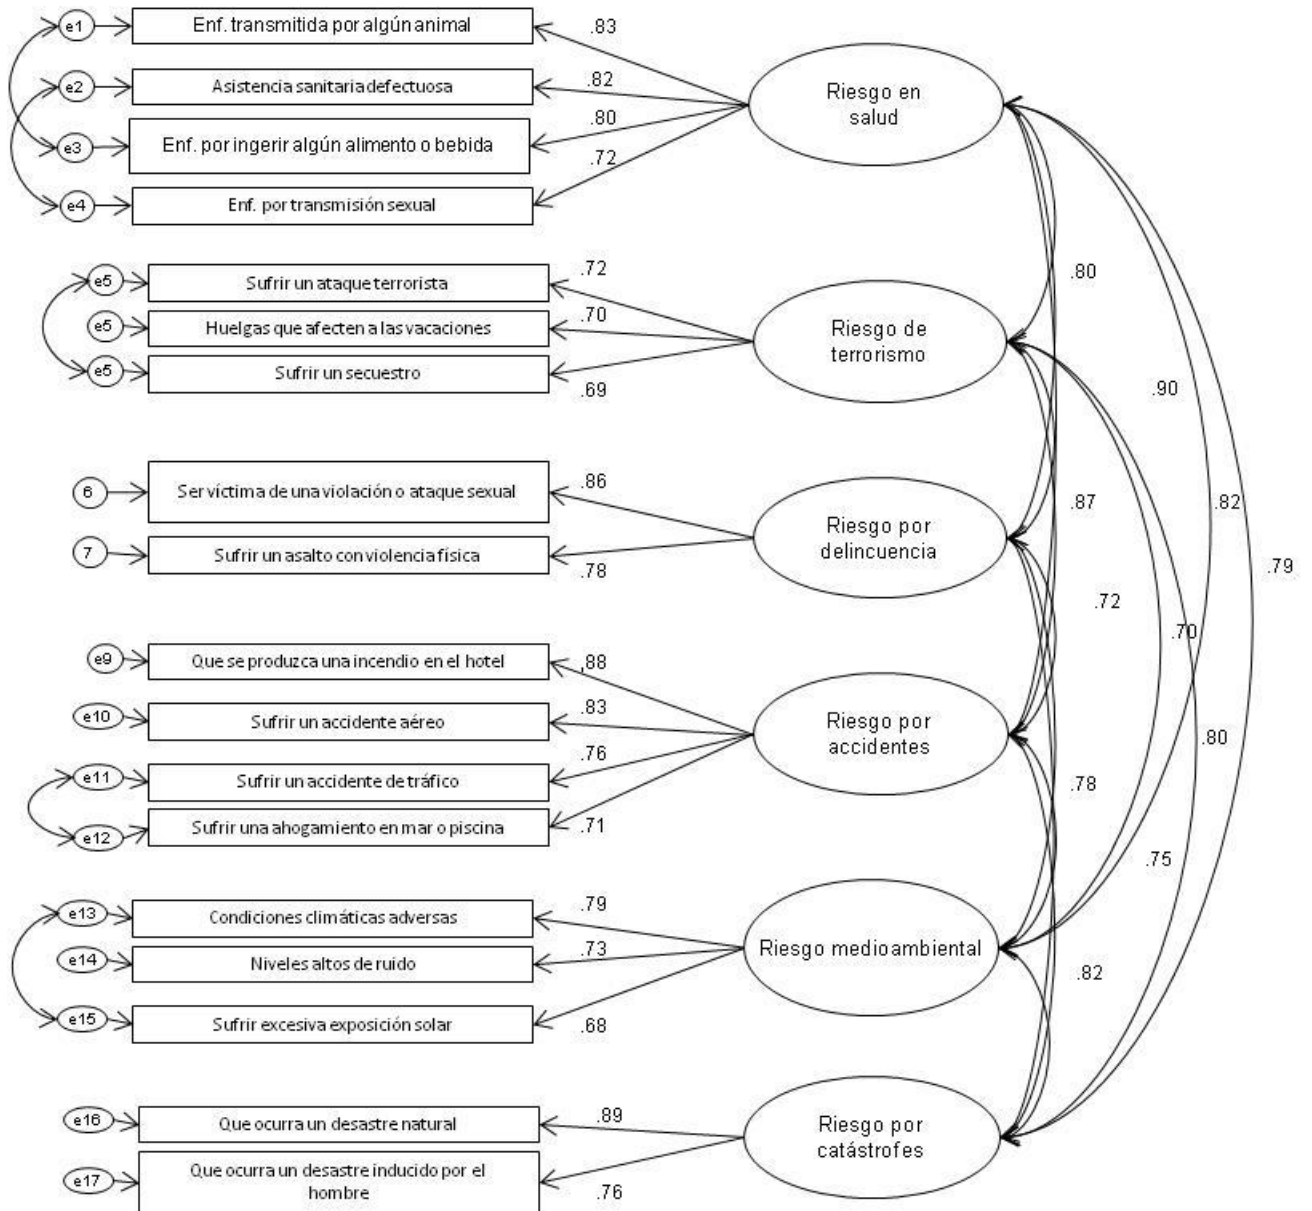 e1
Enf. transmitida por algún animal
.83
e2
Asistencia sanitaria defectuosa
.82
e3
Enf. por ingerir algún alimento o bebida
.80
e4
Enf. por transmisión sexual
.72
Riesgo en
salud
e5
Sufrir un ataque terrorista
.72
e5
Huelgas que afecten a las vacaciones
.70
e5
Sufrir un secuestro
.69
Riesgo de
terrorismo
6
Ser víctima de una violación o ataque sexual
.86
7
Sufrir un asalto con violencia física
.78
Riesgo por
delincuencia
e9
Que se produzca una incendio en el hotel
.88
e10
Sufrir un accidente aéreo
.83
e11
Sufrir un accidente de tráfico
.76
e12
Sufrir una ahogamiento en mar o piscina
.71
Riesgo por
accidentes
e13
Condiciones climáticas adversas
.79
e14
Niveles altos de ruido
.73
e15
Sufrir excesiva exposición solar
.68
Riesgo medioambiental
e16
Que ocurra un desastre natural
.89
e17
Que ocurra un desastre inducido por el
hombre
.76
Riesgo por
catástrofes
.80
.90
.87
.82
.79
.72
.70
.80
.78
.75
.82